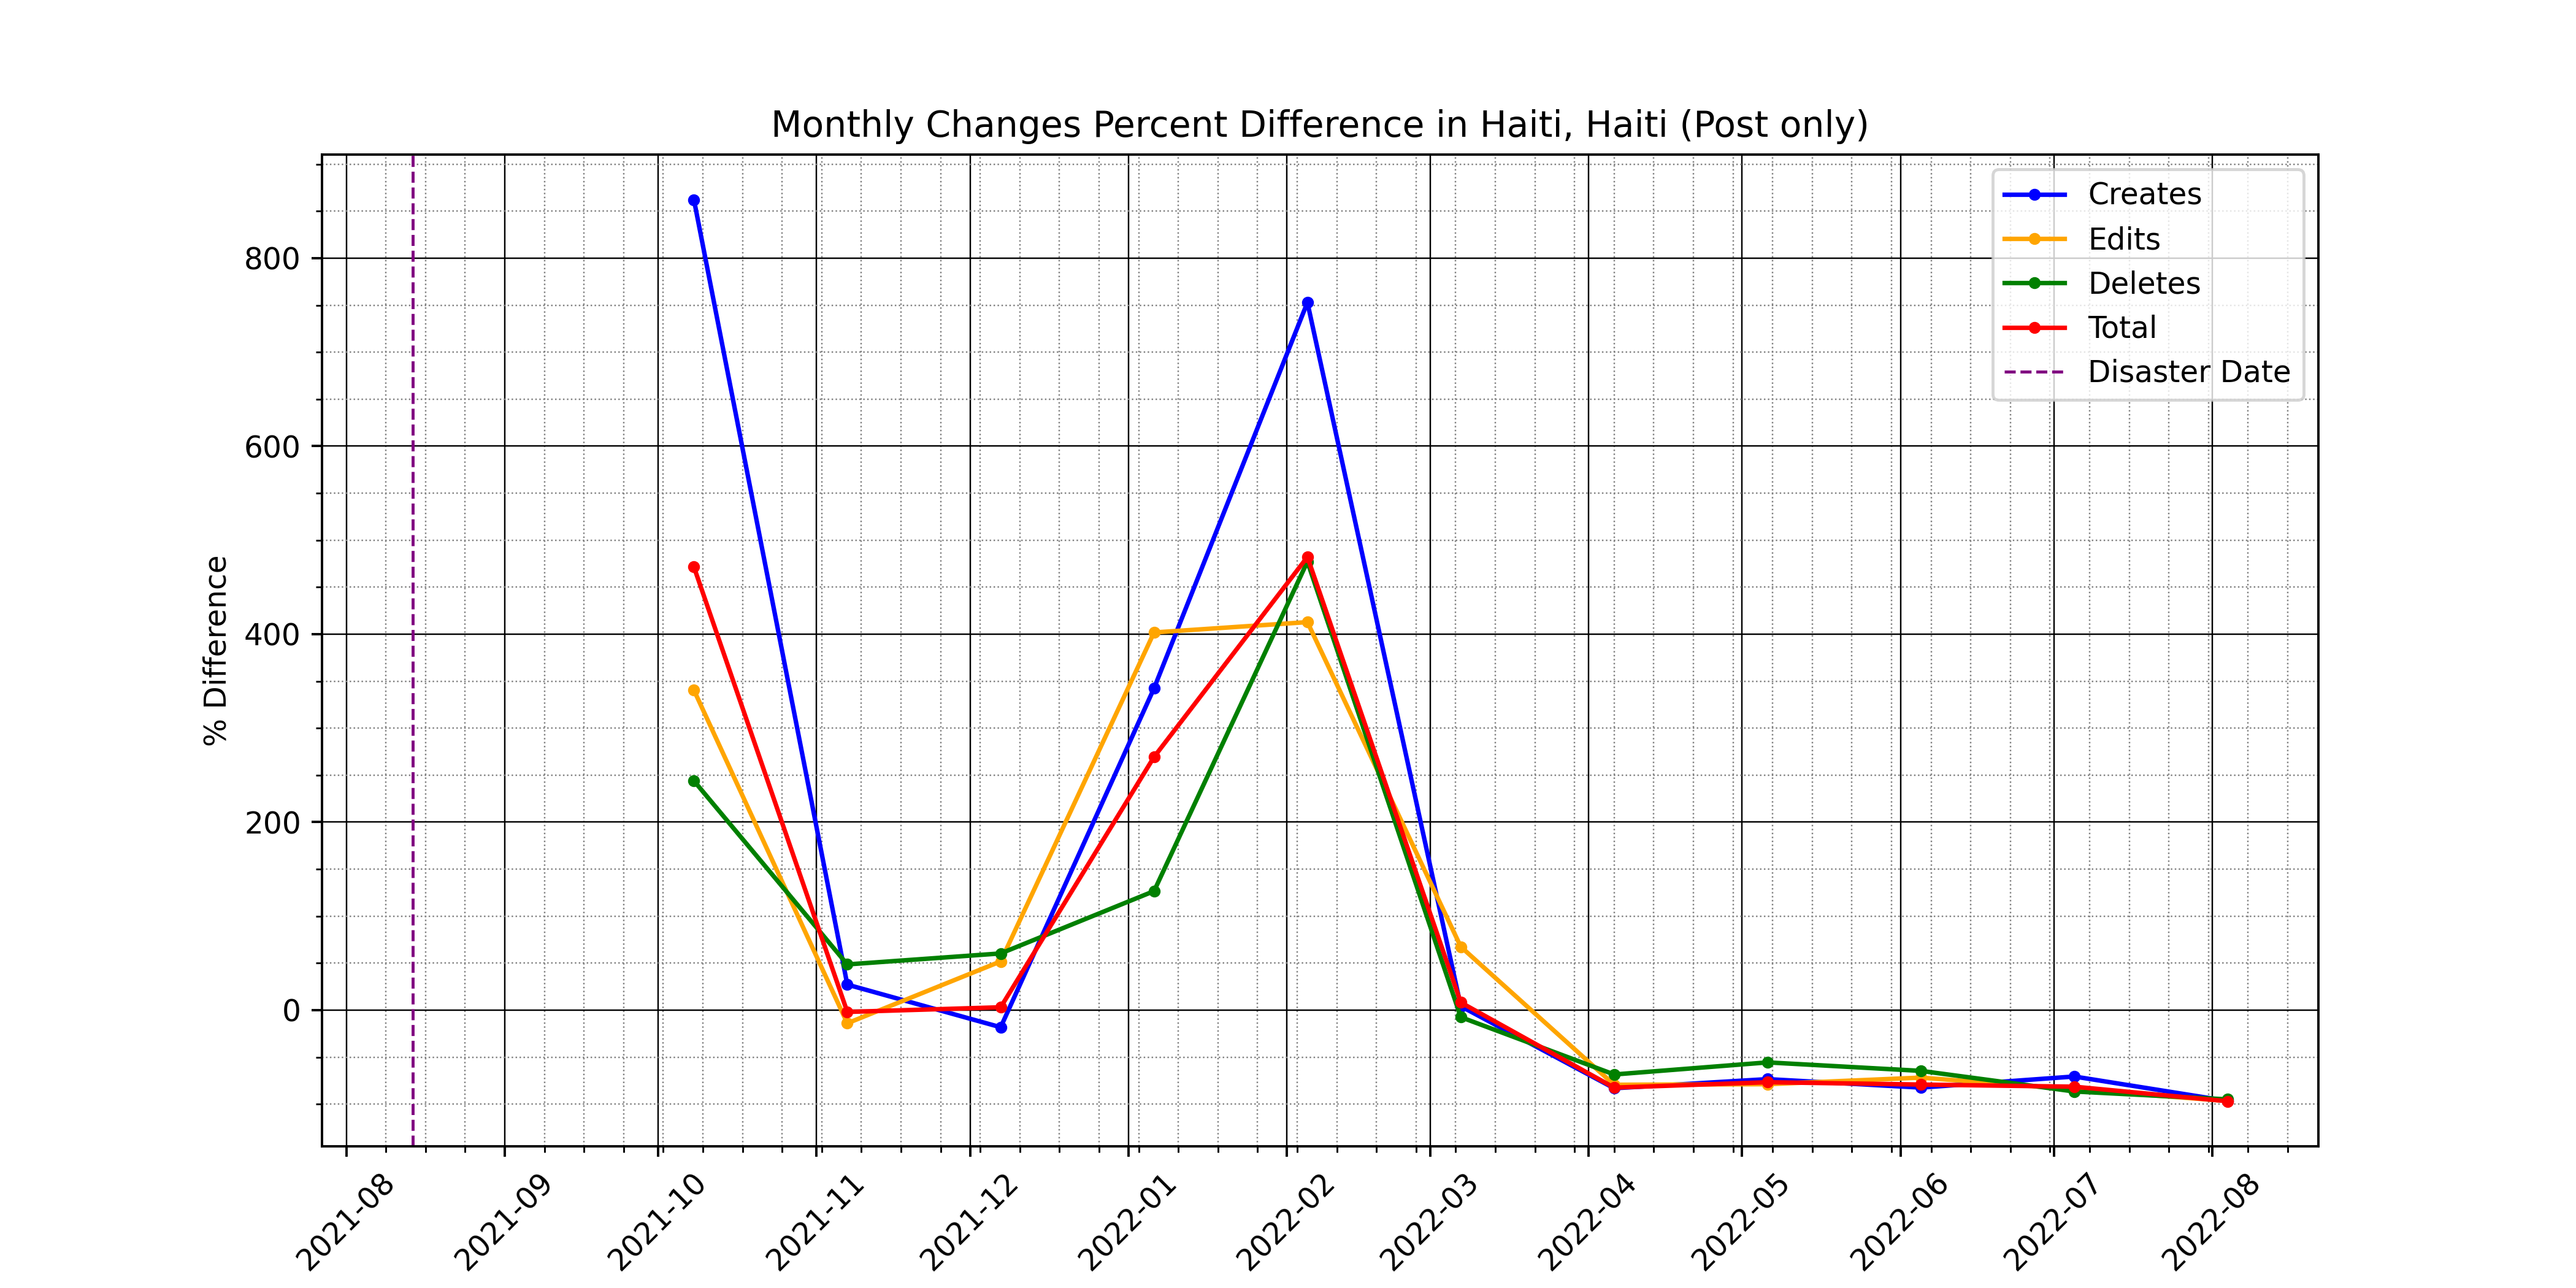 Monthly Changes Percent Difference in Haiti, Haiti (Post only)
Creates
Edits
Deletes
Total
Disaster Date
% Difference
800
600
400
200
0
2021-08
2021-09
2021-10
2021-11
2021-12
2022-01
2022-02
2022-03
2022-04
2022-05
2022-06
2022-07
2022-08